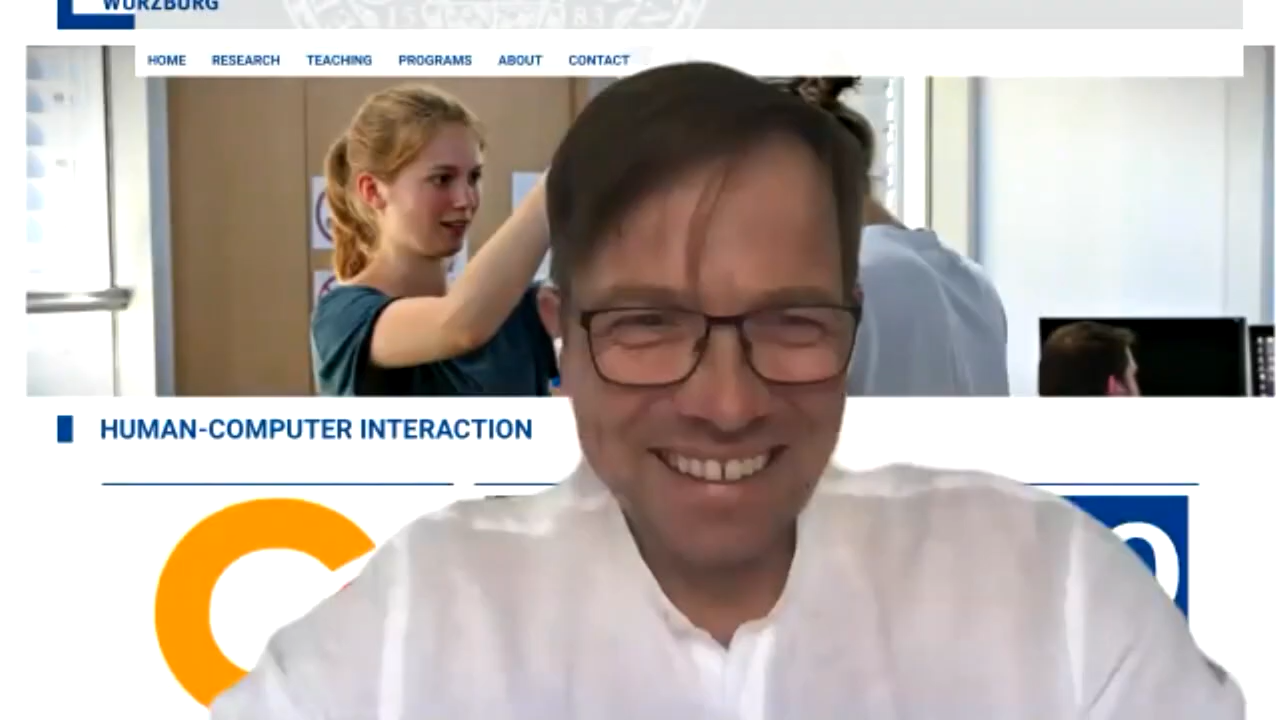 WÜRZBURG
HOME RESEARCH TEACHING PROGRAMS ABOUT CONTACT
HUMAN-COMPUTER INTERACTION